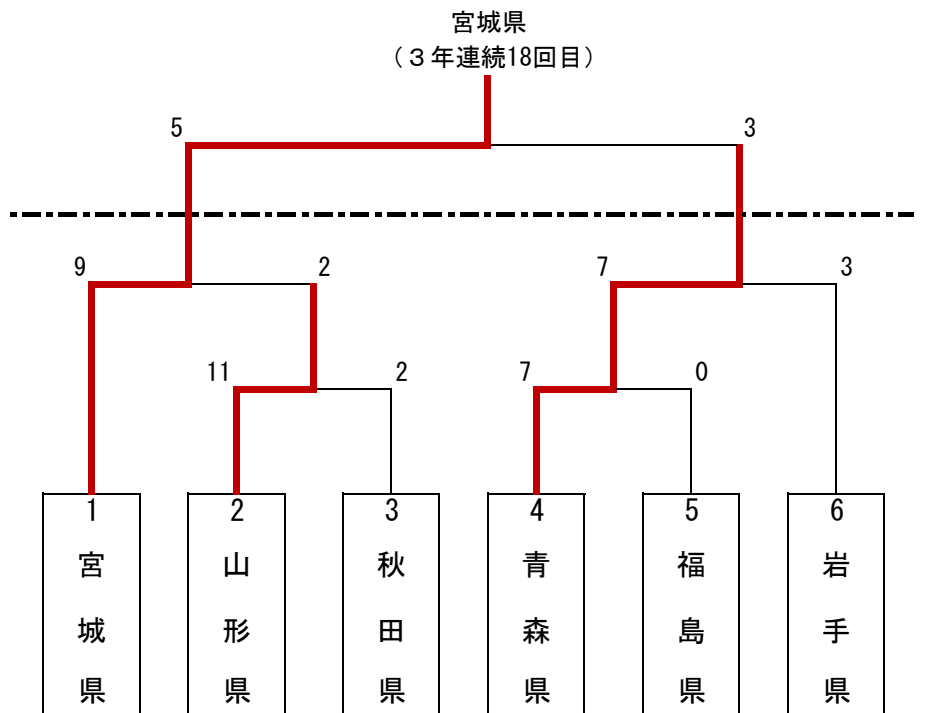 宮城県
（３年連続18回目）
5 3
9 2 7 3
11 2 7 0
1 2 3 4 5 6
宮城県
山形県
秋田県
青森県
福島県
岩手県